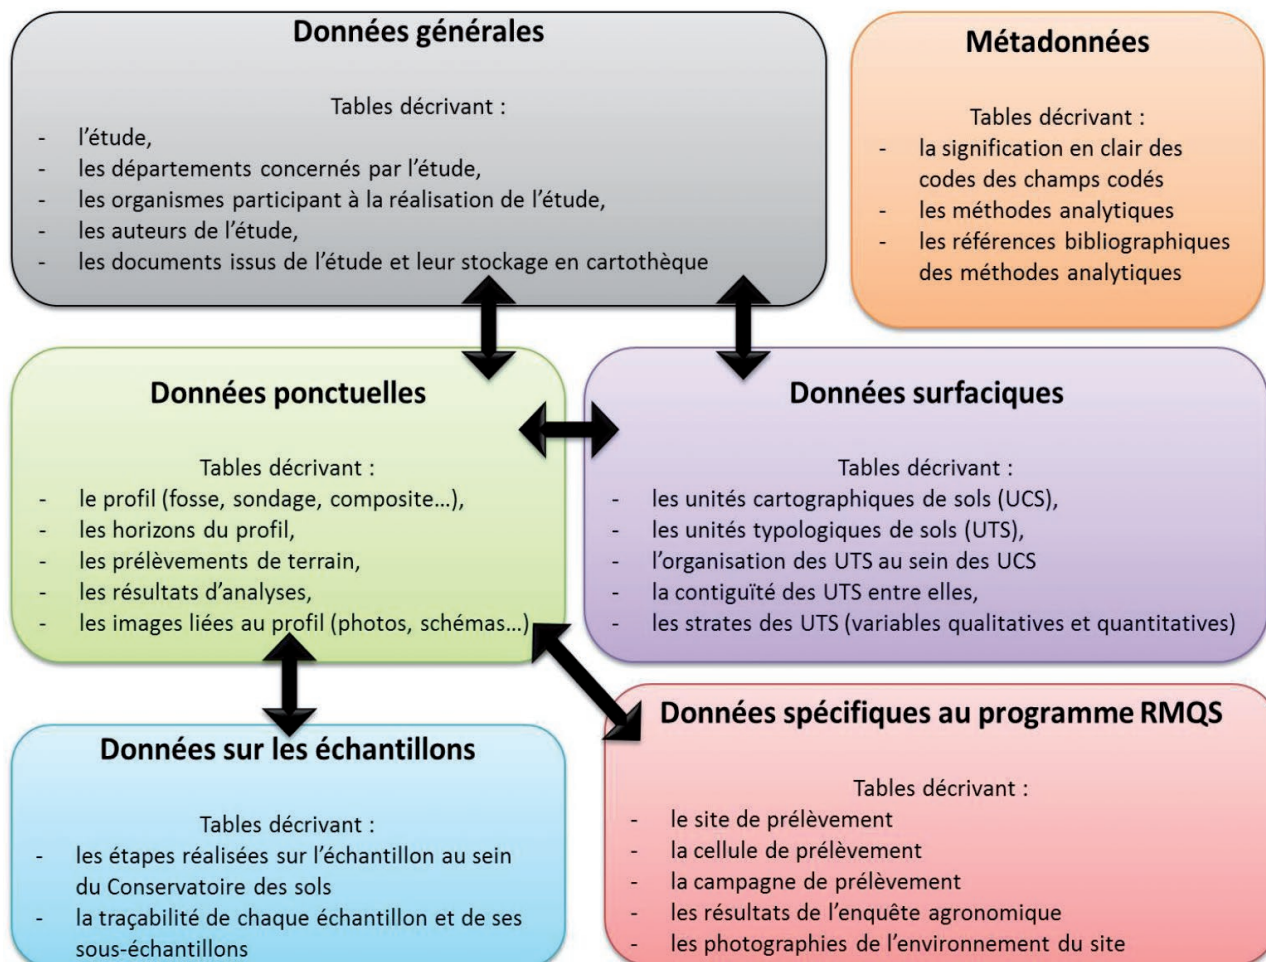 Données générales
Tables décrivant :
- l’étude,
- les départements concernés par l’étude,
- les organismes participant à la réalisation de l’étude,
- les auteurs de l’étude,
- les documents issus de l’étude et leur stockage en cartothèque
Métadonnées
Tables décrivant :
- la signification en clair des
codes des champs codés
- les méthodes analytiques
- les références bibliographiques
des méthodes analytiques
Données ponctuelles
Tables décrivant :
- le profil (fosse, sondage, composite…),
- les horizons du profil,
- les prélèvements de terrain,
- les résultats d’analyses,
- les images liées au profil (photos, schémas…)
Données surfaciques
Tables décrivant :
- les unités cartographiques de sols (UCS),
- les unités typologiques de sols (UTS),
- l’organisation des UTS au sein des UCS
- la contiguïté des UTS entre elles,
- les strates des UTS (variables qualitatives et quantitatives)
Données sur les échantillons
Tables décrivant :
- les étapes réalisées sur l’échantillon au sein
du Conservatoire des sols
- la traçabilité de chaque échantillon et de ses
sous-échantillons
Données spécifiques au programme RMQS
Tables décrivant :
- le site de prélèvement
- la cellule de prélèvement
- la campagne de prélèvement
- les résultats de l’enquête agronomique
- les photographies de l’environnement du site